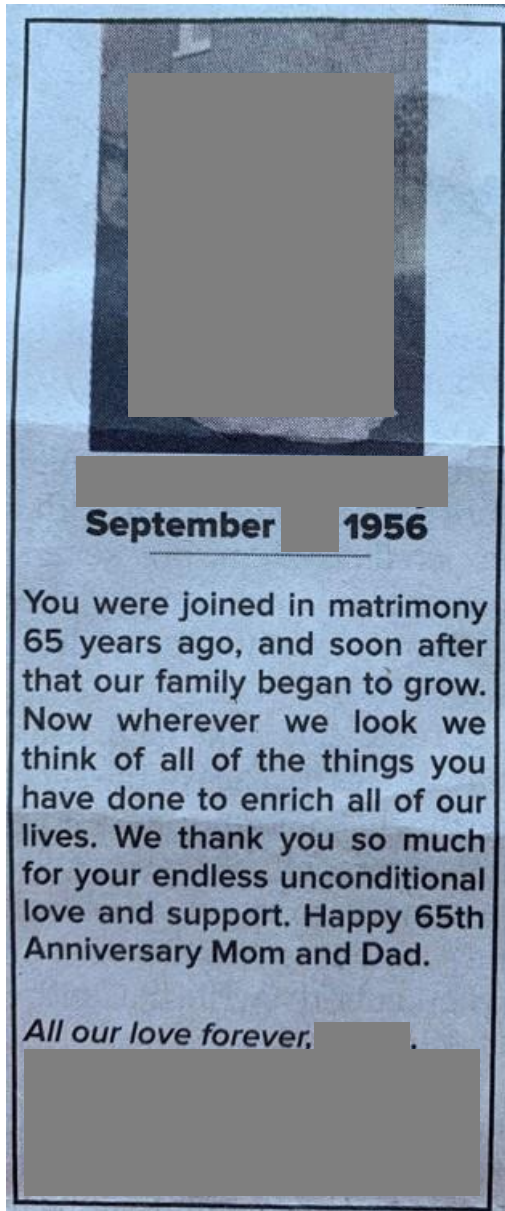 September 1956
You were joined in matrimony
65 years ago, and soon after
that our family began to grow.
Now wherever we look we
think of all of the things you
have done to enrich all of our
lives. We thank you so much
for your endless unconditional
love and support. Happy 65th
Anniversary Mom and Dad.
All our love forever,